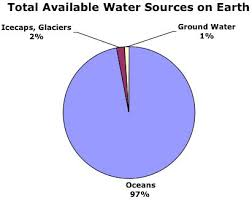 Total Available Water Sources on Earth
Icecaps, Glaciers
2%
Ground Water
1%
Oceans
97%